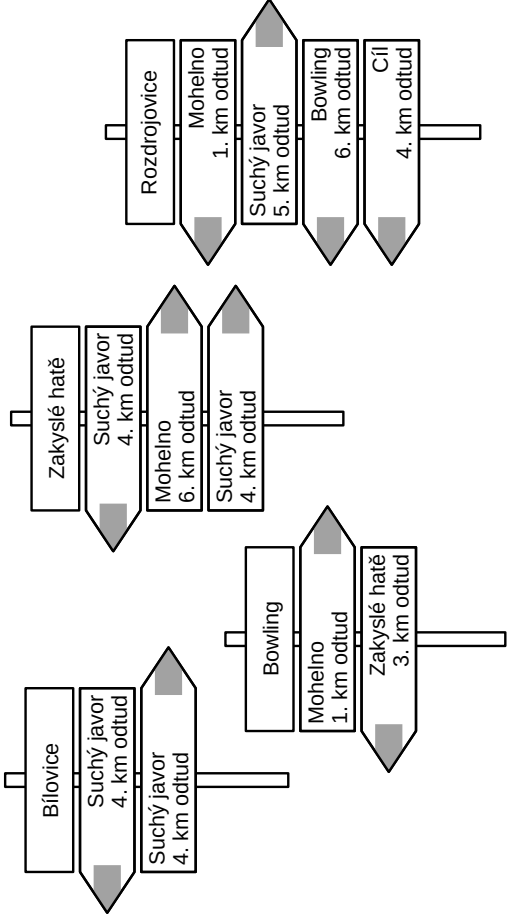 Bílovice
Suchý javor
4. km odtud
Suchý javor
4. km odtud
Bowling
Mohelno
1. km odtud
Zakyslé hatě
3. km odtud
Zakyslé hatě
Suchý javor
4. km odtud
Mohelno
6. km odtud
Suchý javor
4. km odtud
Rozdrojovice
Mohelno
1. km odtud
Suchý javor
5. km odtud
Bowling
6. km odtud
Cíl
4. km odtud